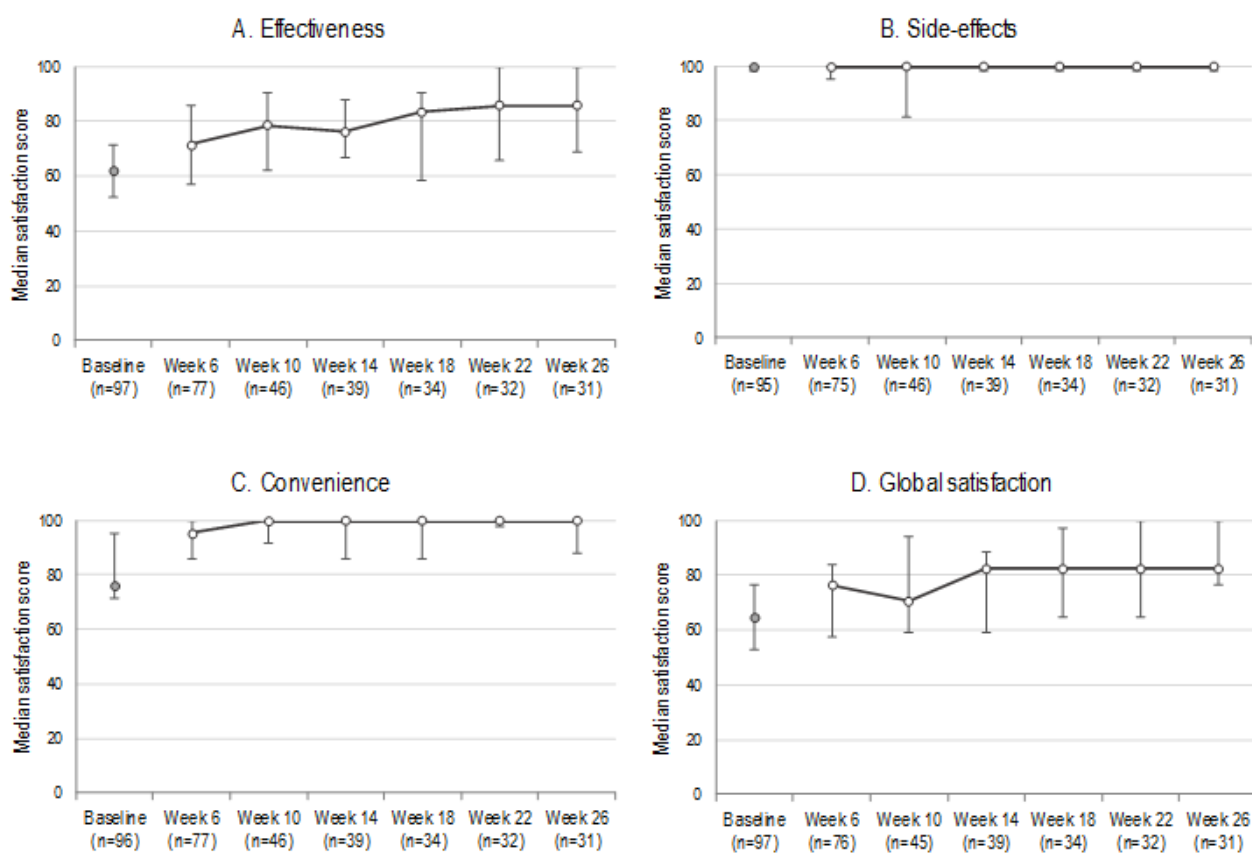 A. Effectiveness
Median satisfaction score
100
80
60
40
20
0
Baseline Week 6 Week 10 Week 14 Week 18 Week 22 Week 26
(n=97) (n=77) (n=46) (n=39) (n=34) (n=32) (n=31)
B. Side-effects
Median satisfaction score
100
80
60
40
20
0
Baseline Week 6 Week 10 Week 14 Week 18 Week 22 Week 26
(n=95) (n=75) (n=46) (n=39) (n=34) (n=32) (n=31)
C. Convenience
Median satisfaction score
100
80
60
40
20
0
Baseline Week 6 Week 10 Week 14 Week 18 Week 22 Week 26
(n=96) (n=77) (n=46) (n=39) (n=34) (n=32) (n=31)
D. Global satisfaction
Median satisfaction score
100
80
60
40
20
0
Baseline Week 6 Week 10 Week 14 Week 18 Week 22 Week 26
(n=97) (n=76) (n=45) (n=39) (n=34) (n=32) (n=31)